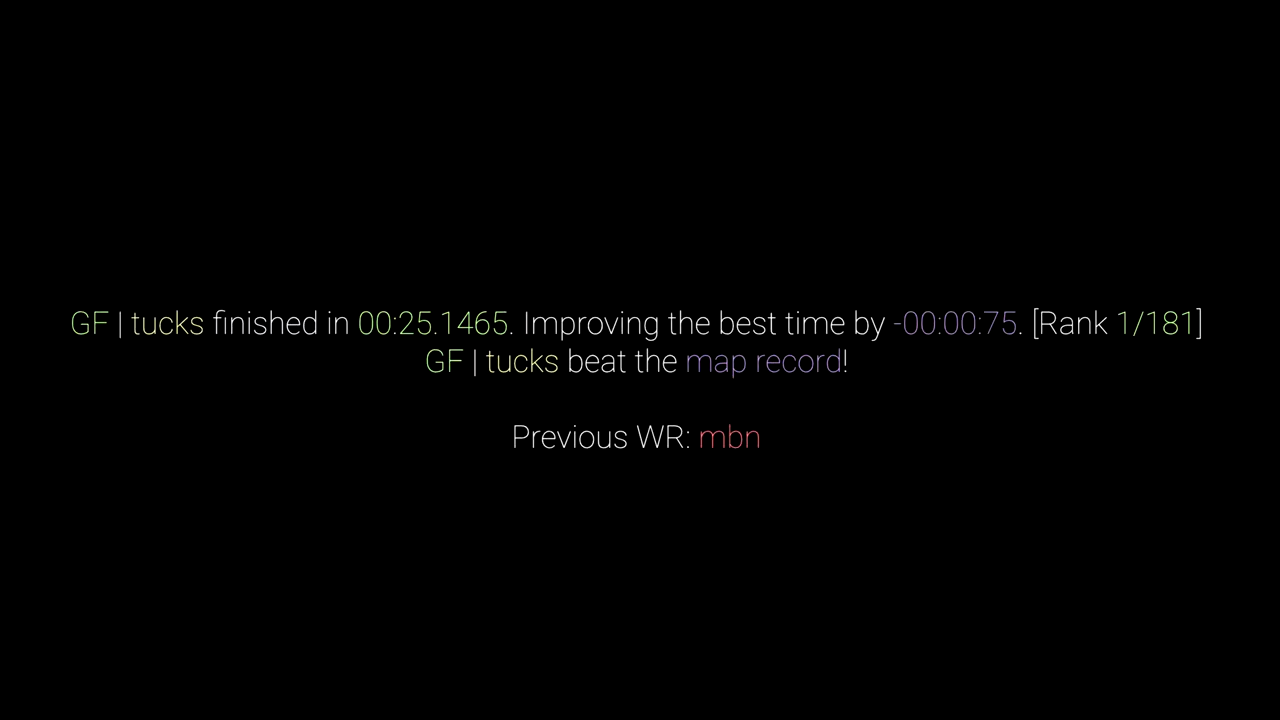 GF | tucks finished in 00:25.1465. Improving the best time by -00:00:75. [Rank 1/181]
GF | tucks beat the map record!
Previous WR: mbn